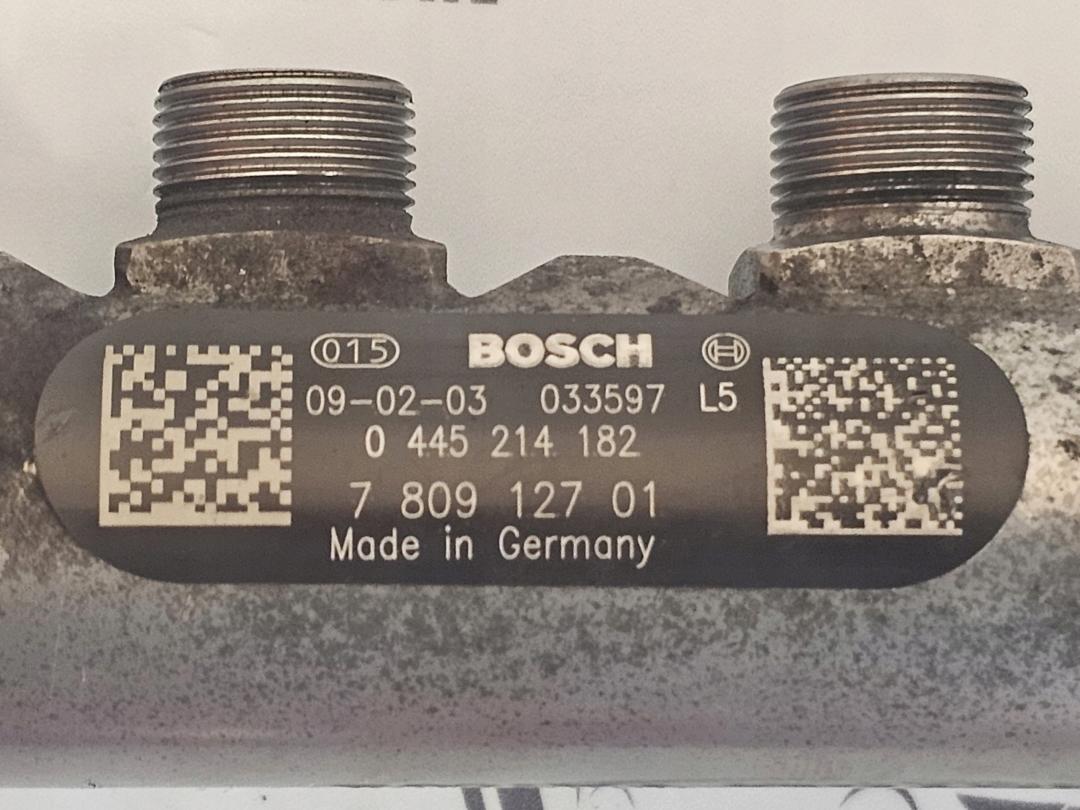 015 BOSCH
09-02-03 033597 L5
0 445 214 182
7 809 127 01
Made in Germany